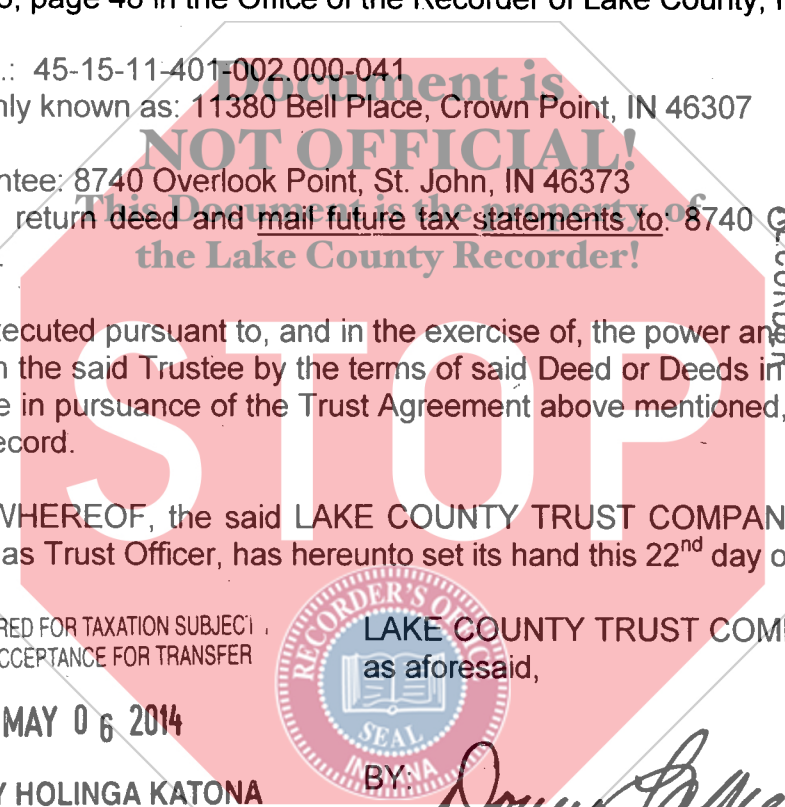 page 48 in the Office of the Recorder of Lake County,
.: 45-15-11-401-002.000-041
Document is
nly known as: 11380 Bell Place, Crown Point, IN 46307
NOT OFFICIAL!
ntee: 8740 Overlook Point, St. John, IN 46373
This Document is the property of
return deed and mail future tax statements to: 8740
the Lake County Recorder!
RECORDER
ecuted pursuant to, and in the exercise of, the power and
n the said Trustee by the terms of said Deed or Deeds in
STOP
e in pursuance of the Trust Agreement above mentioned,
ecord.
WHEREOF, the said LAKE COUNTY TRUST COMPAN
as Trust Officer, has hereunto set its hand this 22nd day o
RED FOR TAXATION SUBJECT
CCEPTANCE FOR TRANSFER
RECORDER'S OFFICE
SEAL
INDIANA
LAKE COUNTY TRUST COM
as aforesaid,
MAY 06 2014
Y HOLINGA KATONA
BY: